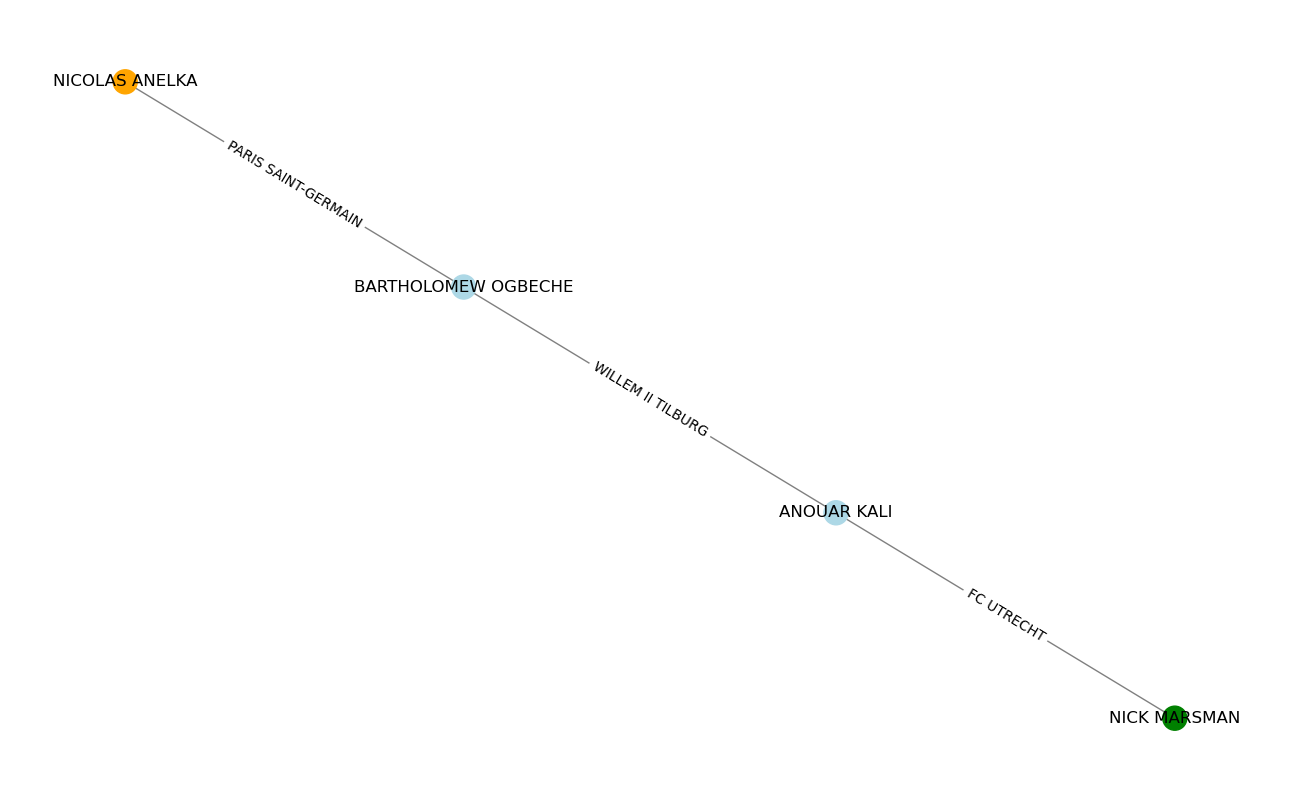 NICOLAS ANELKA
PARIS SAINT-GERMAIN
BARTHOLOMEW OGBECHE
WILLEM II TILBURG
ANOUAR KALI
FC UTRECHT
NICK MARSMAN